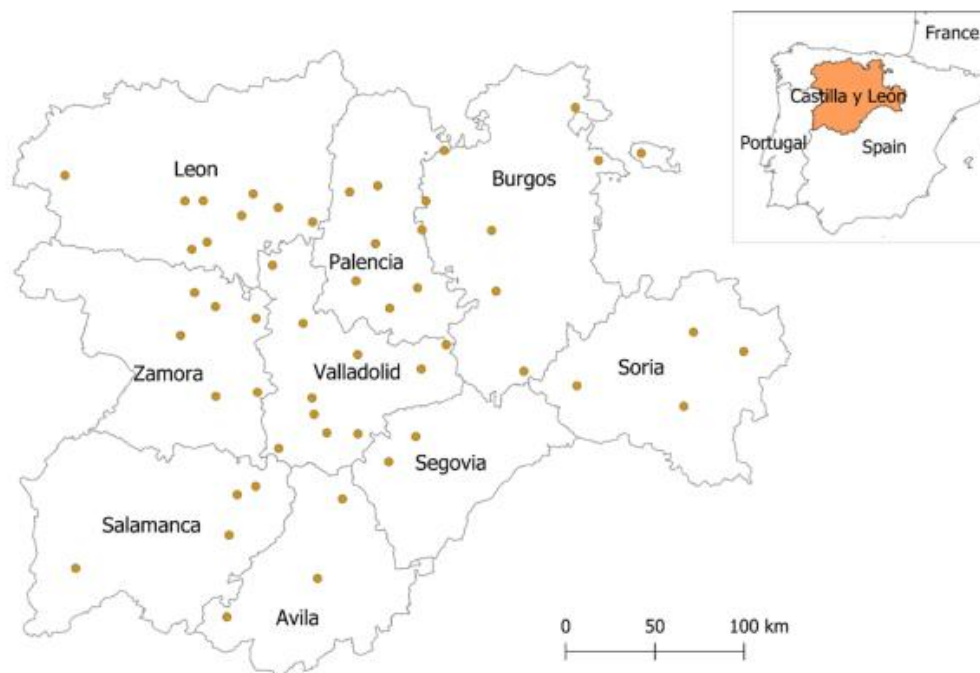 France
Castilla y León
Portugal
Spain
Leon
Burgos
Palencia
Zamora
Valladolid
Soria
Segovia
Salamanca
Avila
0 50 100 km